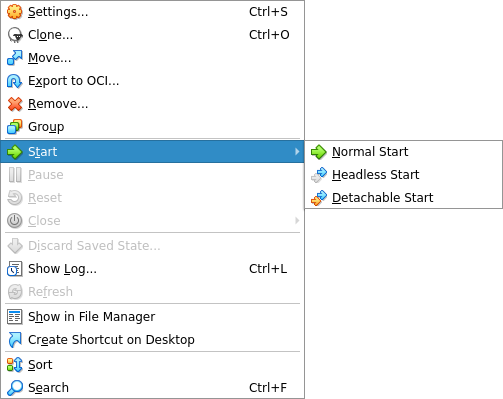 Settings... Ctrl+S
Clone... Ctrl+O
Move...
Export to OCI...
Remove...
Group
Start
Normal Start
Pause
Headless Start
Reset
Detachable Start
Close
Discard Saved State...
Show Log... Ctrl+L
Refresh
Show in File Manager
Create Shortcut on Desktop
Sort
Search Ctrl+F